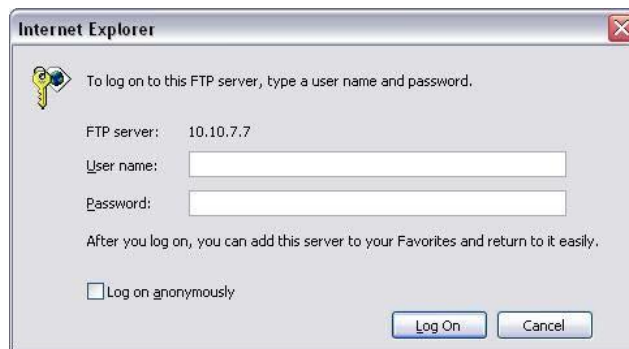 Internet Explorer
To log on to this FTP server, type a user name and password.
FTP server: 10.10.7.7
User name:
Password:
After you log on, you can add this server to your Favorites and return to it easily.
Log on anonymously
Log On Cancel